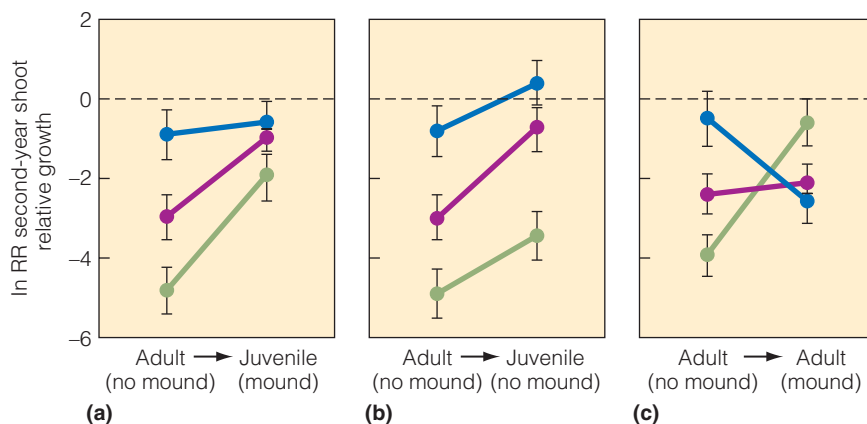 ln RR second-year shoot
relative growth
2
0
−2
−4
−6
Adult → Juvenile
(no mound) (mound)
(a)
Adult → Juvenile
(no mound) (no mound)
(b)
Adult → Adult
(no mound) (mound)
(c)